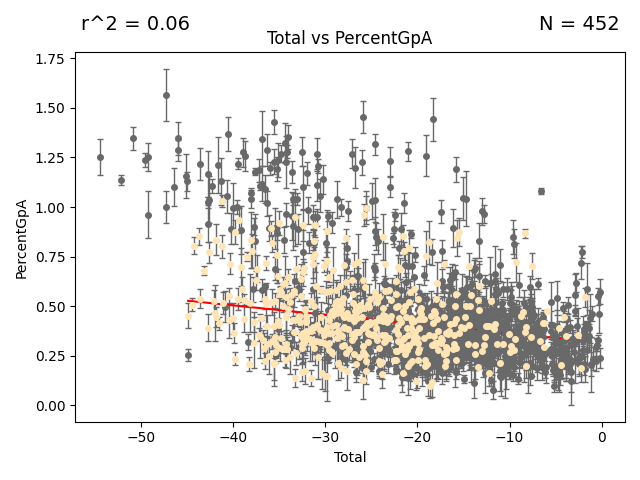 r^2 = 0.06
N = 452
Total vs PercentGpA
1.75
1.50
1.25
1.00
0.75
0.50
0.25
0.00
PercentGpA
−50
−40
−30
−20
−10
0
Total